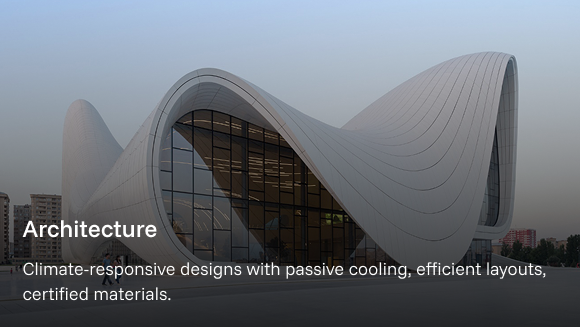 Architecture
Climate-responsive designs with passive cooling, efficient layouts,
certified materials.